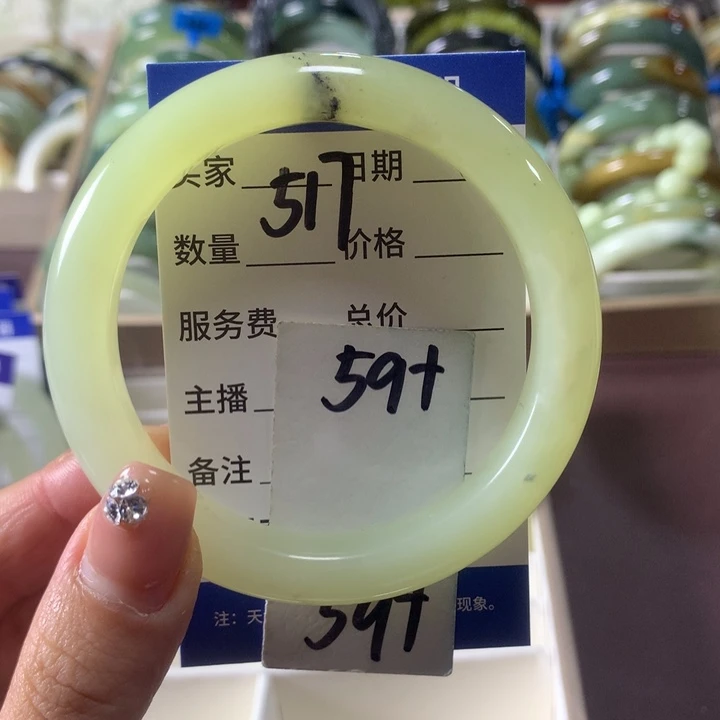 买家 日期
517
数量 价格
服务费 总价
59+
主播
备注
59+
注：天 现象。